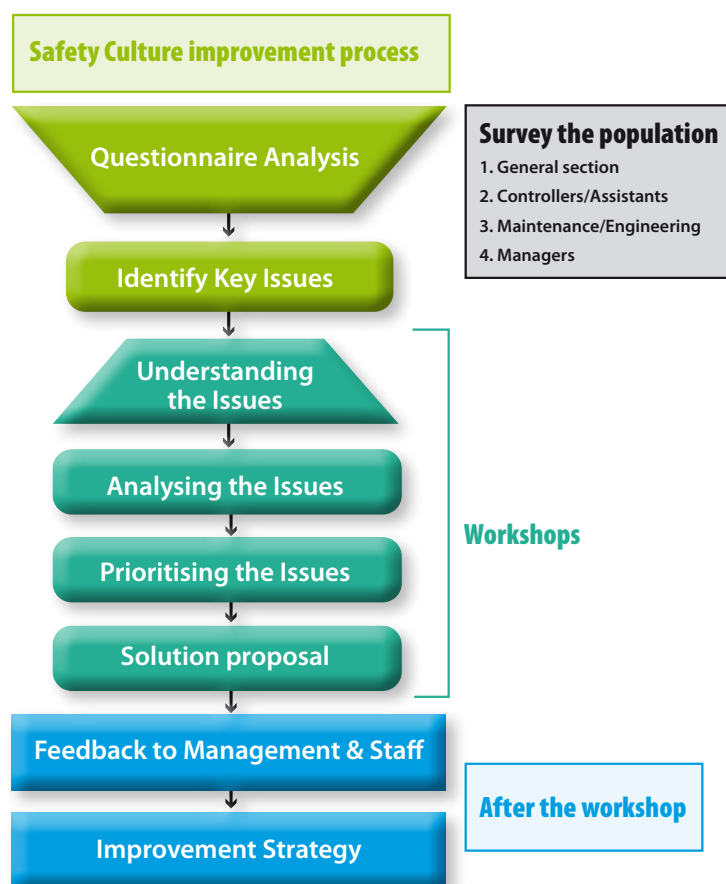 Safety Culture improvement process
Questionnaire Analysis
Survey the population
1. General section
2. Controllers/Assistants
3. Maintenance/Engineering
4. Managers
Identify Key Issues
Understanding
the Issues
Analysing the Issues
Workshops
Prioritising the Issues
Solution proposal
Feedback to Management & Staff
After the workshop
Improvement Strategy